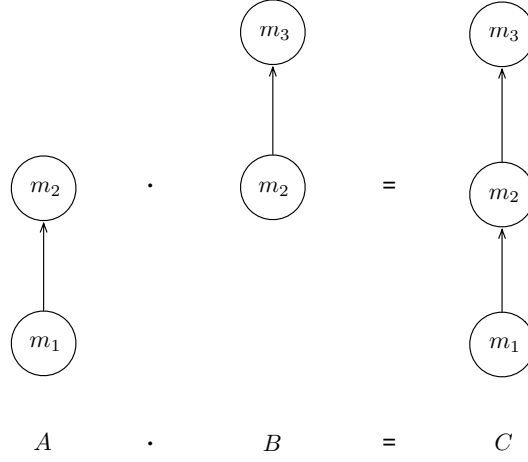 m₃ m₃
m₂ · m₂ = m₂
m₁ m₁
A · B = C